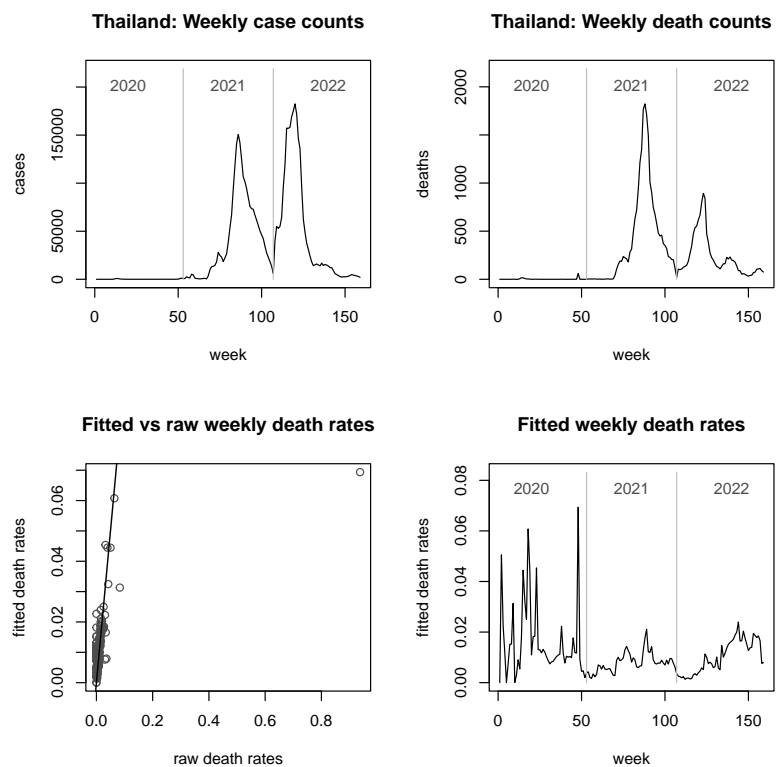 Thailand: Weekly case counts
2020 2021 2022
cases
0 50000 150000
0 50 100 150
week
Thailand: Weekly death counts
2020 2021 2022
deaths
0 500 1000 2000
0 50 100 150
week
Fitted vs raw weekly death rates
fitted death rates
0.00 0.02 0.04 0.06
0.0 0.2 0.4 0.6 0.8
raw death rates
Fitted weekly death rates
2020 2021 2022
fitted death rates
0.00 0.02 0.04 0.06 0.08
0 50 100 150
week